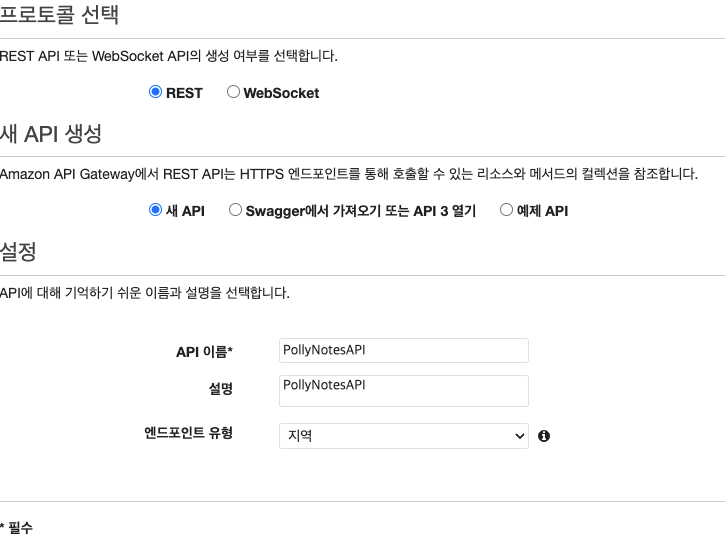 프로토콜 선택
REST API 또는 WebSocket API의 생성 여부를 선택합니다.
REST WebSocket
새 API 생성
Amazon API Gateway에서 REST API는 HTTPS 엔드포인트를 통해 호출할 수 있는 리소스와 메서드의 컬렉션을 참조합니다.
새 API Swagger에서 가져오기 또는 API 3 열기 예제 API
설정
API에 대해 기억하기 쉬운 이름과 설명을 선택합니다.
API 이름* PollyNotesAPI
설명 PollyNotesAPI
엔드포인트 유형 지역
* 필수